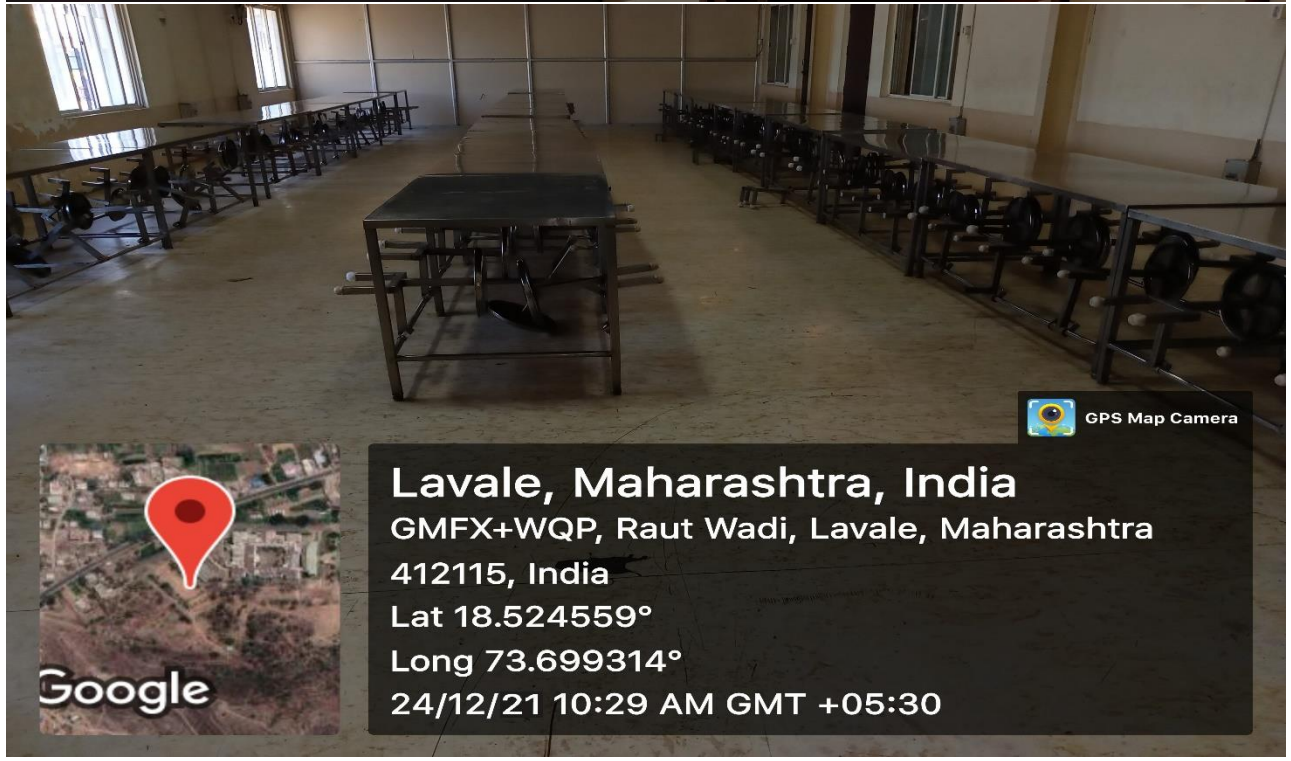 GPS Map Camera
Lavale, Maharashtra, India
GMFX+WQP, Raut Wadi, Lavale, Maharashtra
412115, India
Lat 18.524559°
Long 73.699314°
24/12/21 10:29 AM GMT +05:30
Google